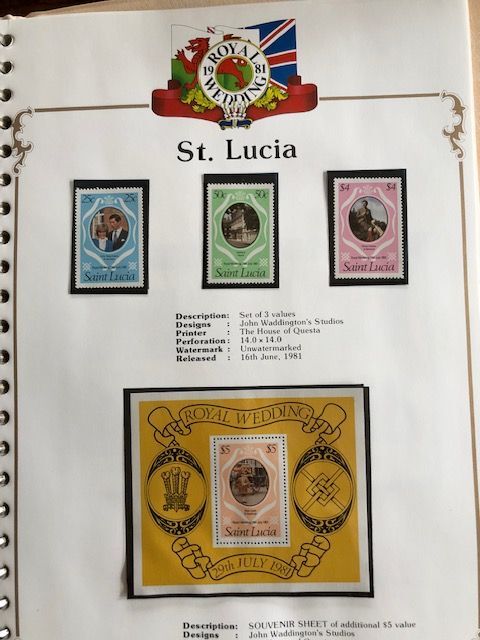 ROYAL
1981
WEDDING
St. Lucia
25c 25c
Saint Lucia
50c 50c
Saint Lucia
$4 $4
Saint Lucia
Description: Set of 3 values
Designs : John Waddington's Studios
Printer : The House of Questa
Perforation: 14.0 × 14.0
Watermark : Unwatermarked
Released : 16th June, 1981
ROYAL WEDDING
$5 $5
Saint Lucia
29th JULY 1981
Description: SOUVENIR SHEET of additional $5 value
Designs : John Waddington's Studios